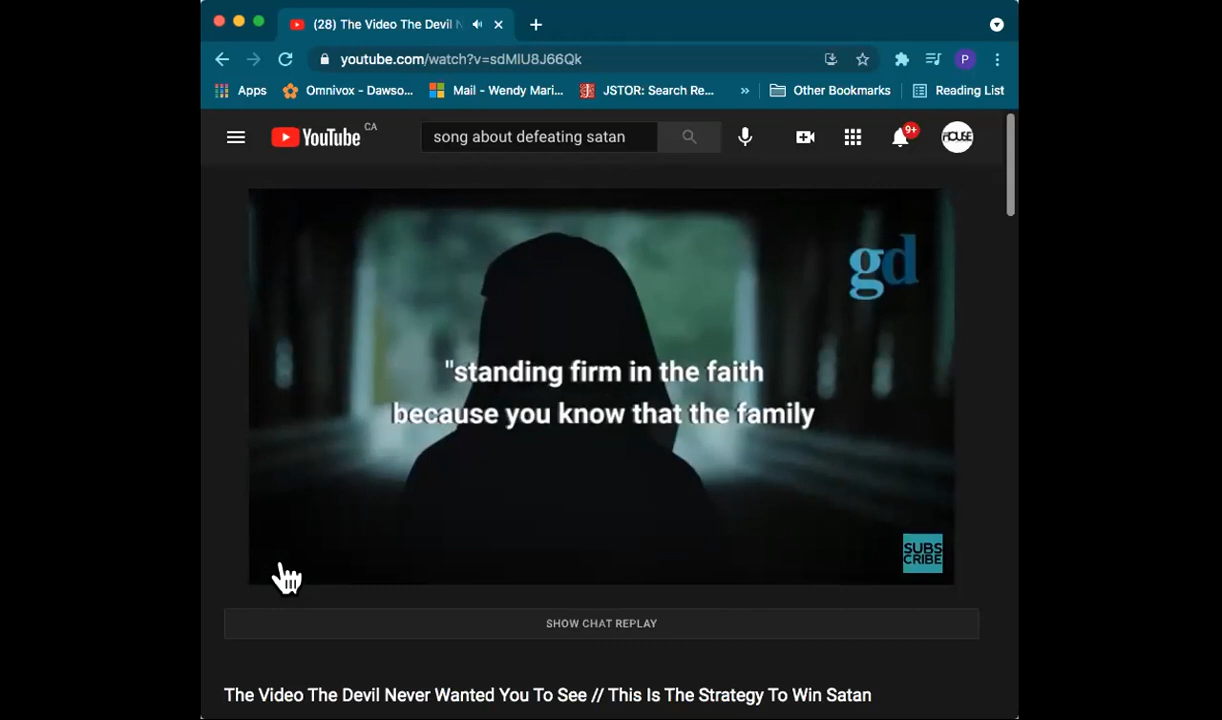 (28) The Video The Devil N
youtube.com/watch?v=sdMlU8J66Qk
P
Apps
Omnivox - Dawso...
Mail - Wendy Mari...
JSTOR: Search Re...
»
Other Bookmarks
Reading List
YouTube CA
song about defeating satan
9+
HOUSE
gd
"standing firm in the faith
because you know that the family
SUBS
CRIBE
SHOW CHAT REPLAY
The Video The Devil Never Wanted You To See // This Is The Strategy To Win Satan